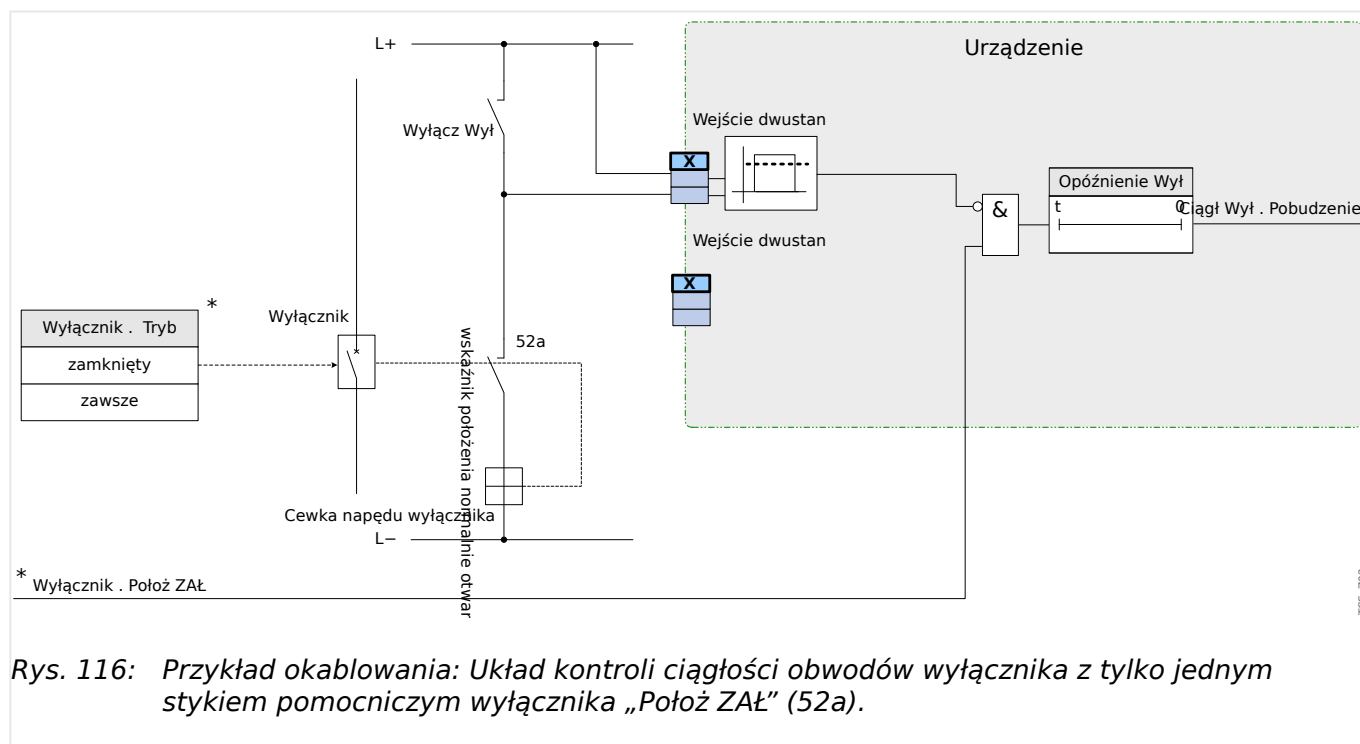 L+
Urządzenie
Wyłącz Wył
Wejście dwustan
X
Opóźnienie Wył
t
0
&
Ciągł Wył . Pobudzenie
Wejście dwustan
X
*
Wyłącznik . Tryb
zamknięty
zawsze
Wyłącznik
52a
wskaźnik położenia normalnie otwar
Cewka napędu wyłącznika
L−
* Wyłącznik . Położ ZAŁ
Rys. 116: Przykład okablowania: Układ kontroli ciągłości obwodów wyłącznika z tylko jednym
stykiem pomocniczym wyłącznika „Położ ZAŁ” (52a).